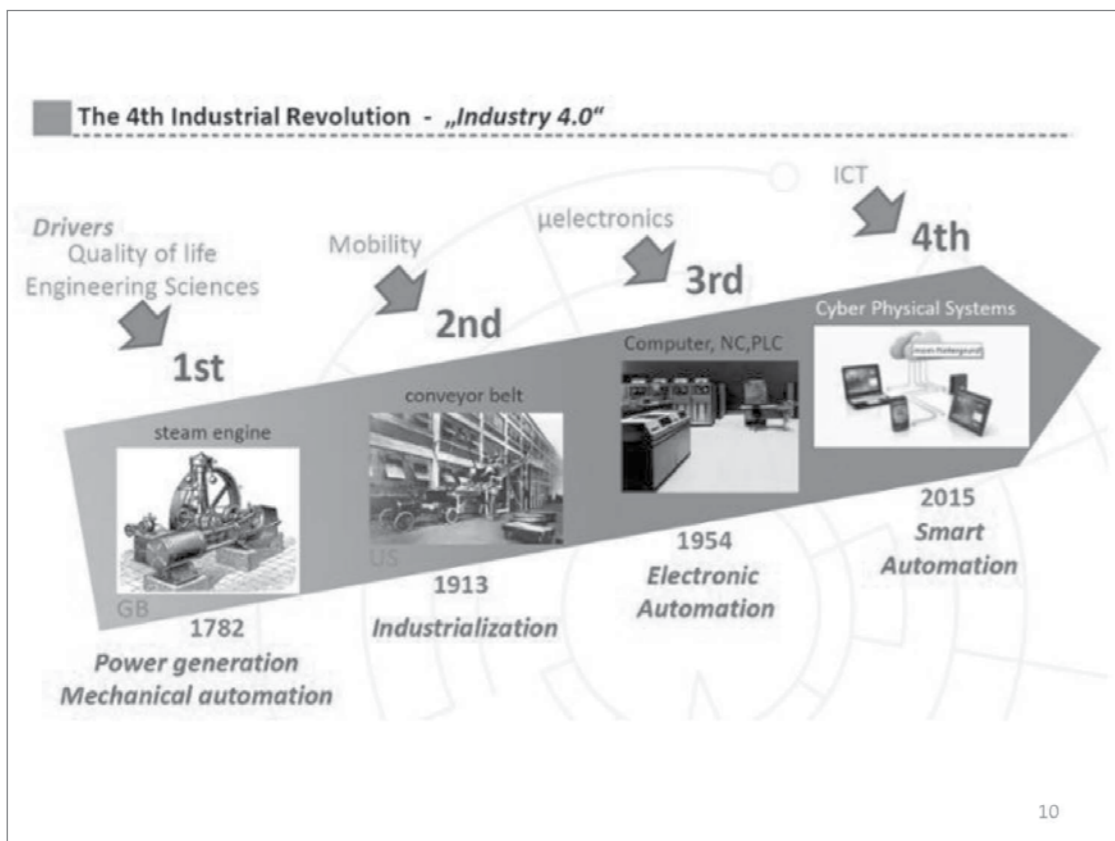 The 4th Industrial Revolution - „Industry 4.0“
Drivers
Quality of life
Engineering Sciences
1st
Mobility
2nd
µelectronics
3rd
ICT
4th
steam engine
GB
1782
Power generation
Mechanical automation
conveyor belt
US
1913
Industrialization
Computer, NC,PLC
1954
Electronic
Automation
Cyber Physical Systems
2015
Smart
Automation
10